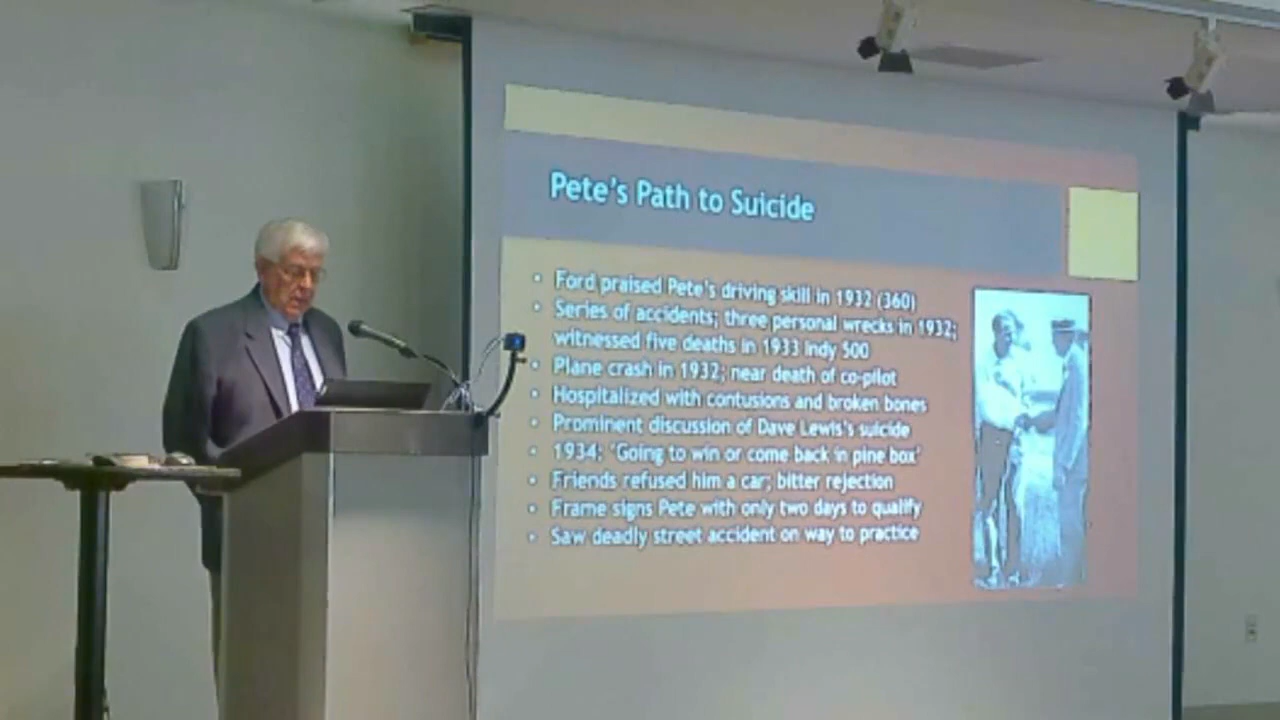 Pete's Path to Suicide
• Ford praised Pete's driving skill in 1932 (360)
• Series of accidents; three personal wrecks in 1932;
witnessed five deaths in 1933 Indy 500
• Plane crash in 1932; near death of co-pilot
• Hospitalized with contusions and broken bones
• Prominent discussion of Dave Lewis's suicide
• 1934: 'Going to win or come back in pine box'
• Friends refused him a car; bitter rejection
• Frame signs Pete with only two days to qualify
• Saw deadly street accident on way to practice